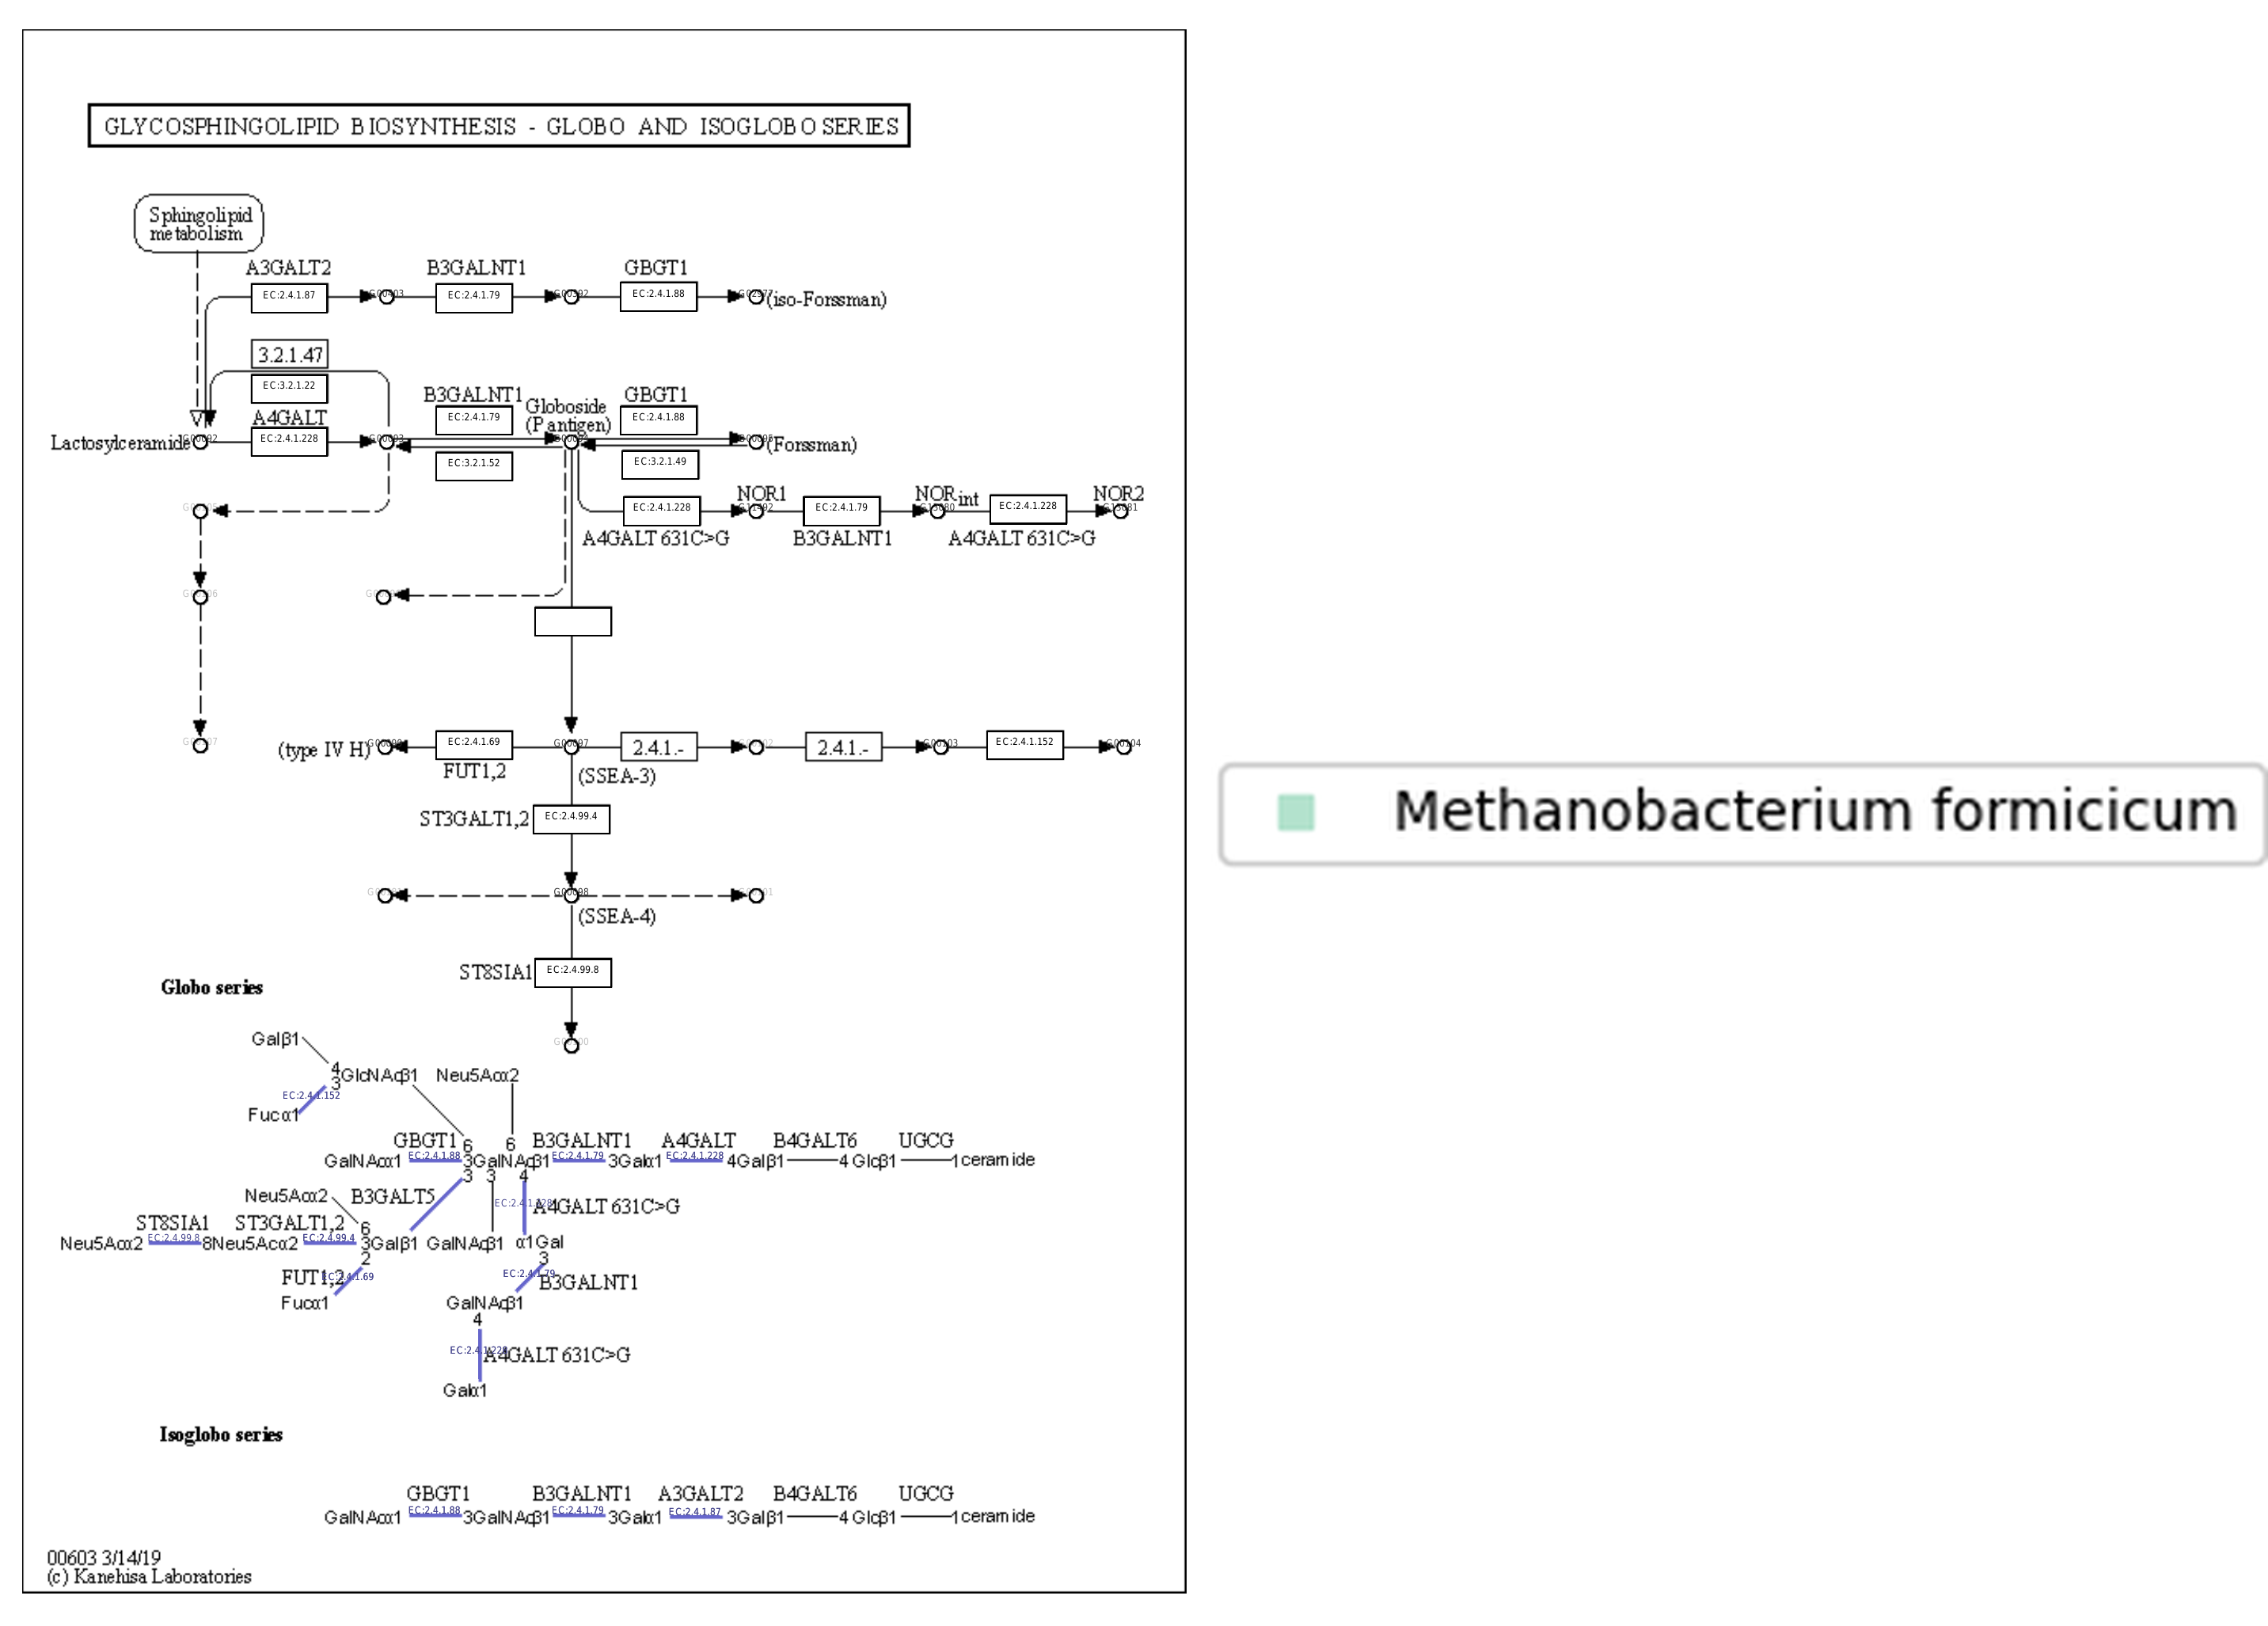 GLYCOSPHINGOLIPID BIOSYNTHESIS - GLOBO AND ISOGLOBO SERIES
Sphingolipid
metabolism
A3GALT2 B3GALNT1 GBGT1
EC:2.4.1.87 EC:2.4.1.79 EC:2.4.1.88 (iso-Forssman)
3.2.1.47
EC:3.2.1.22
B3GALNT1 Globoside GBGT1
(P antigen)
A4GALT EC:2.4.1.79 EC:2.4.1.88
Lactosylceramide EC:2.4.1.228 (Forssman)
EC:3.2.1.52 EC:3.2.1.49
NOR1 NORint NOR2
EC:2.4.1.228 EC:2.4.1.79 EC:2.4.1.228
A4GALT 631C>G B3GALNT1 A4GALT 631C>G
(type IV H) EC:2.4.1.69 G00097 2.4.1.- 2.4.1.- G00103 EC:2.4.1.152 G00104
FUT1,2 (SSEA-3)
ST3GALT1,2 EC:2.4.99.4
G00098
(SSEA-4)
ST8SIA1 EC:2.4.99.8
Globo series
Galβ1
4
3GlcNAcβ1 Neu5Acα2
EC:2.4.1.152
Fucα1
GBGT1 6 6 B3GALNT1 A4GALT B4GALT6 UGCG
GalNAcα1 EC:2.4.1.88 3GalNAcβ1 EC:2.4.1.79 3Galα1 EC:2.4.1.228 4Galβ1 4Glcβ1 1ceramide
3 3 4
Neu5Acα2 B3GALT5 EC:2.4.1.228 A4GALT 631C>G
ST8SIA1 ST3GALT1,2 6
Neu5Acα2 EC:2.4.99.8 8Neu5Acα2 EC:2.4.99.4 3Galβ1 GalNAcβ1 α1Gal
2 3
FUT1,2 EC:2.4.1.69 EC:2.4.1.79 B3GALNT1
Fucα1 GalNAcβ1
4
EC:2.4.1.228 A4GALT 631C>G
Galα1
Isoglobo series
GBGT1 B3GALNT1 A3GALT2 B4GALT6 UGCG
GalNAcα1 EC:2.4.1.88 3GalNAcβ1 EC:2.4.1.79 3Galα1 EC:2.4.1.87 3Galβ1 4Glcβ1 1ceramide
00603 3/14/19
(c) Kanehisa Laboratories
Methanobacterium formicicum